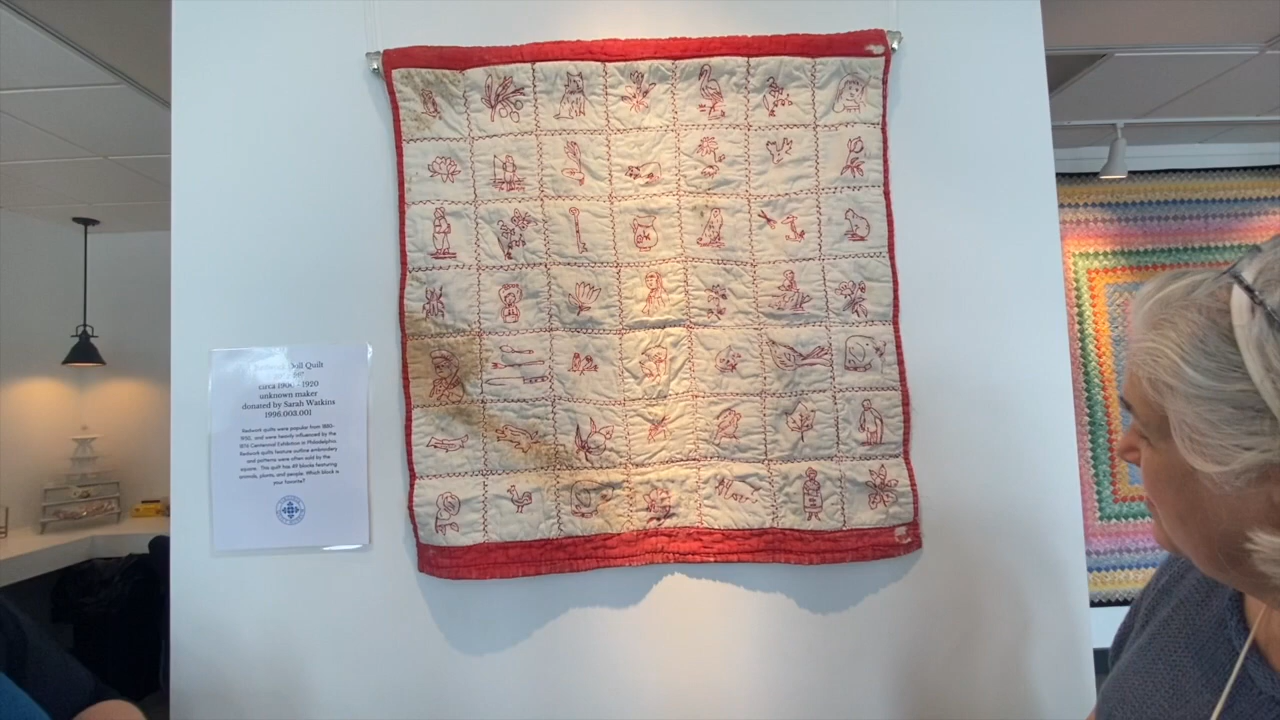 Doll Quilt
circa 1900 - 1920
unknown maker
donated by Sarah Watkins
1996.003.001
Redwork quilts were popular from 1880-
and were heavily influenced by the
1876 Centennial Exhibition in Philadelphia.
Redwork quilts feature outline embroidery
and patterns were often sold by the
square. This quilt has 49 blocks featuring
animals, plants, and people. Which block is
your favorite?